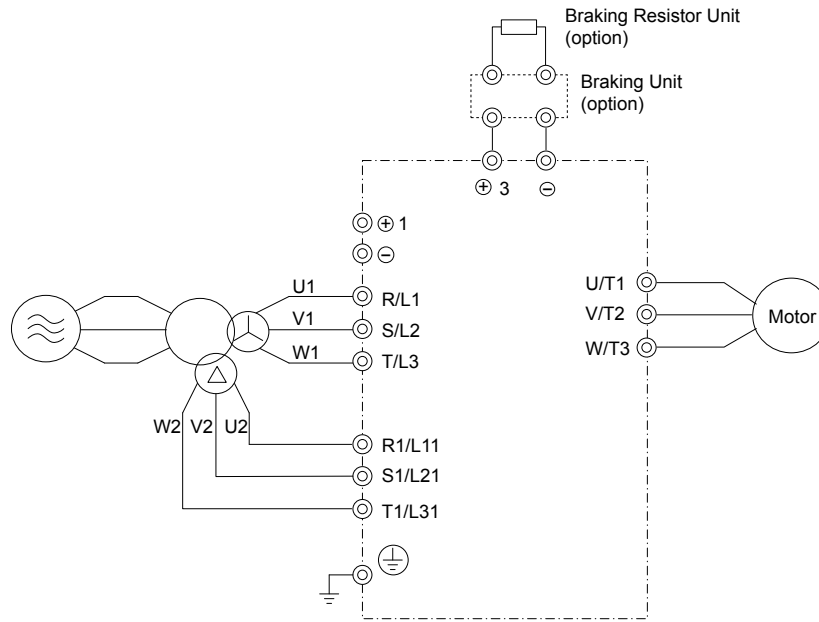 Braking Resistor Unit
(option)
Braking Unit
(option)
⊕ 3 ⊖
⊕ 1
⊖
U1 R/L1
V1 S/L2
W1 T/L3
U/T1
V/T2
W/T3
Motor
W2 V2 U2
R1/L11
S1/L21
T1/L31